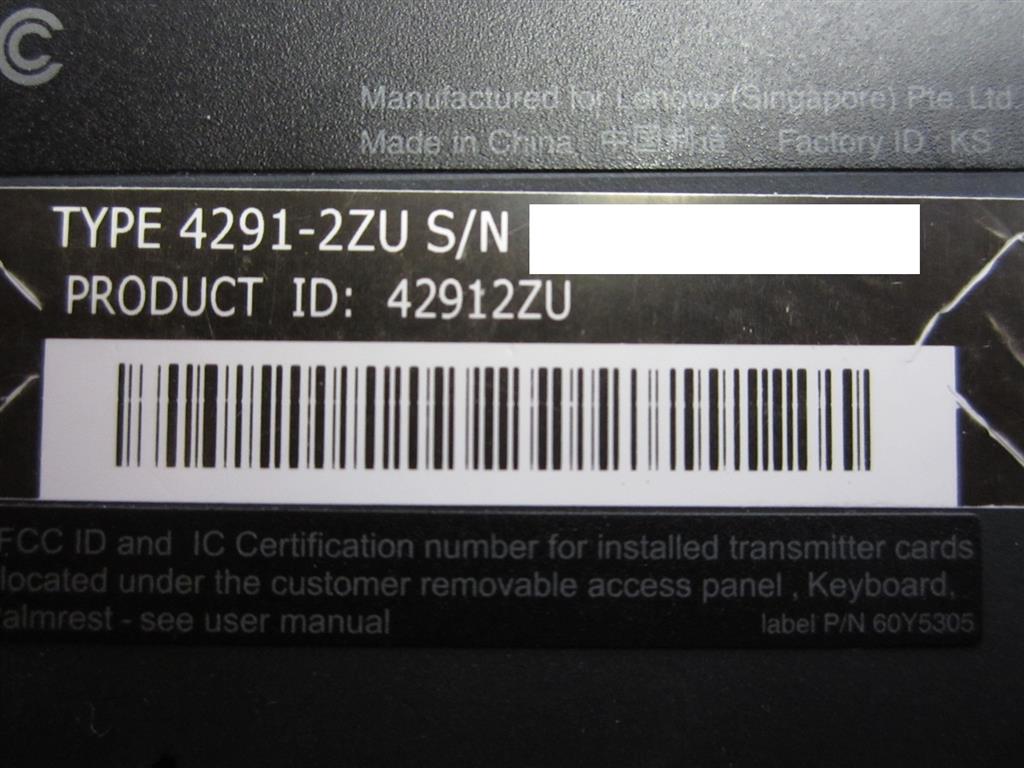 Manufactured for Lenovo (Singapore) Pte. Ltd.
Made in China 中国制造 Factory ID : KS
TYPE 4291-2ZU S/N
PRODUCT ID: 42912ZU
FCC ID and IC Certification number for installed transmitter cards
located under the customer removable access panel , Keyboard,
almrest - see user manual
label P/N 60Y5305